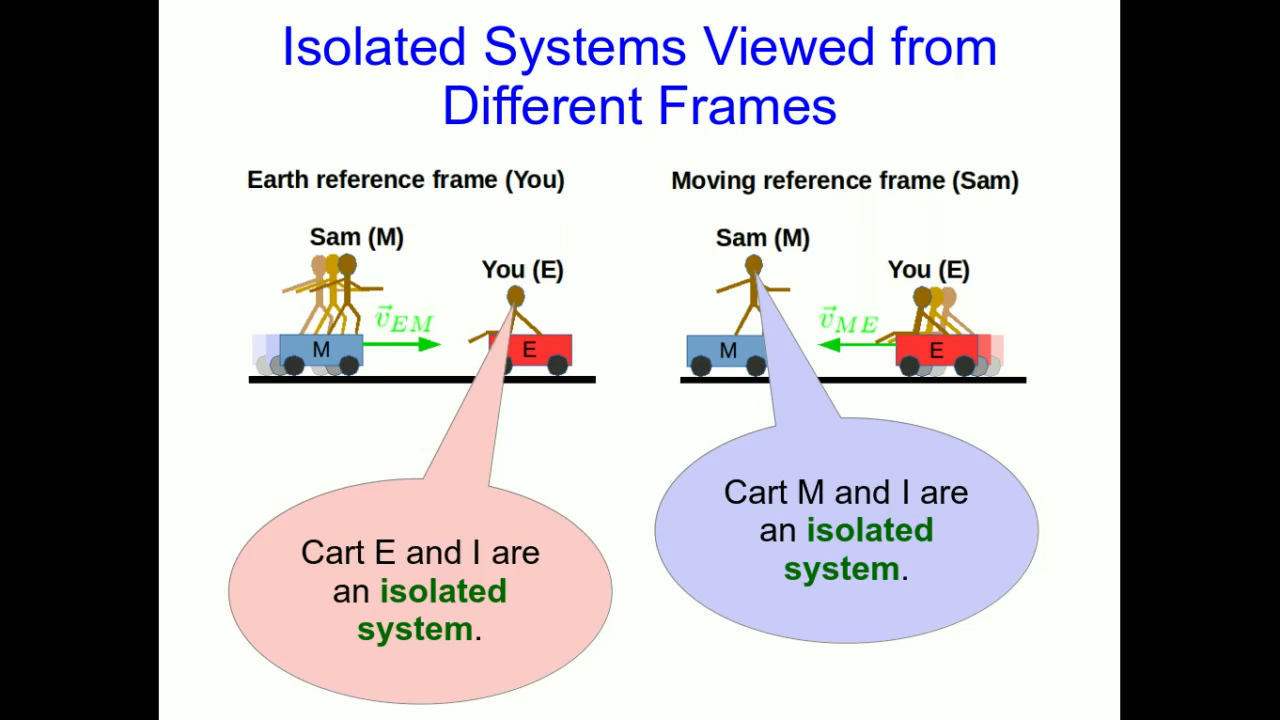 Isolated Systems Viewed from
Different Frames
Earth reference frame (You)
Sam (M)
You (E)
v⃗EM
M
E
Cart E and I are
an isolated
system.
Moving reference frame (Sam)
Sam (M)
You (E)
v⃗ME
M
E
Cart M and I are
an isolated
system.